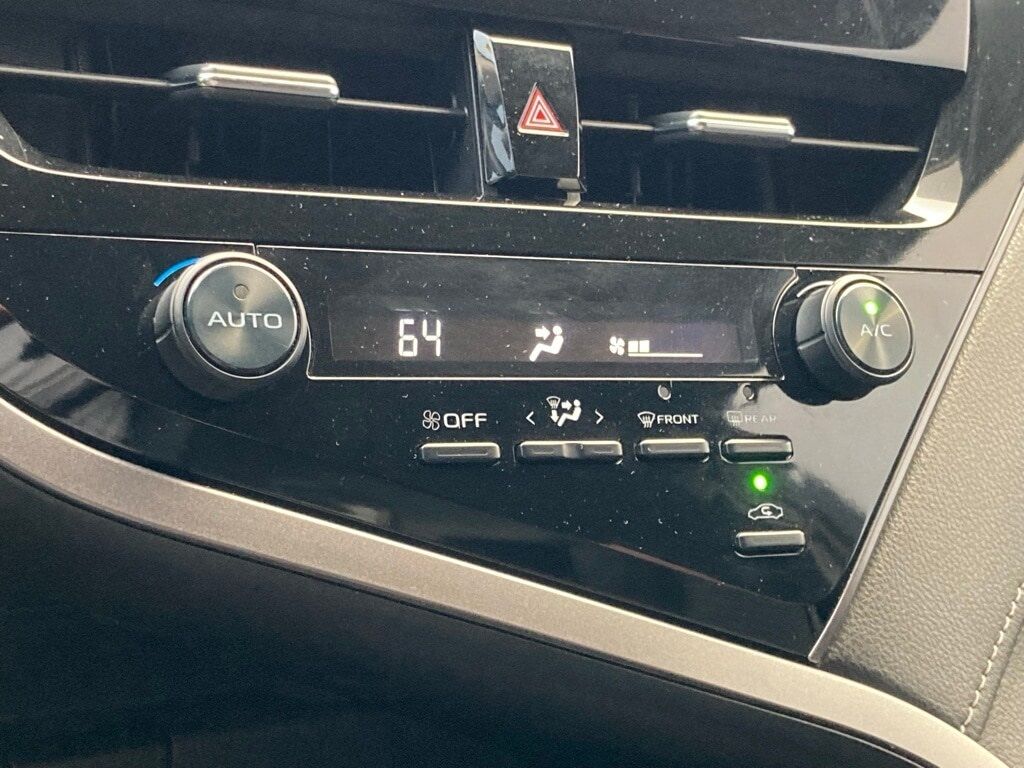 AUTO
64
A/C
OFF
< >
FRONT
REAR